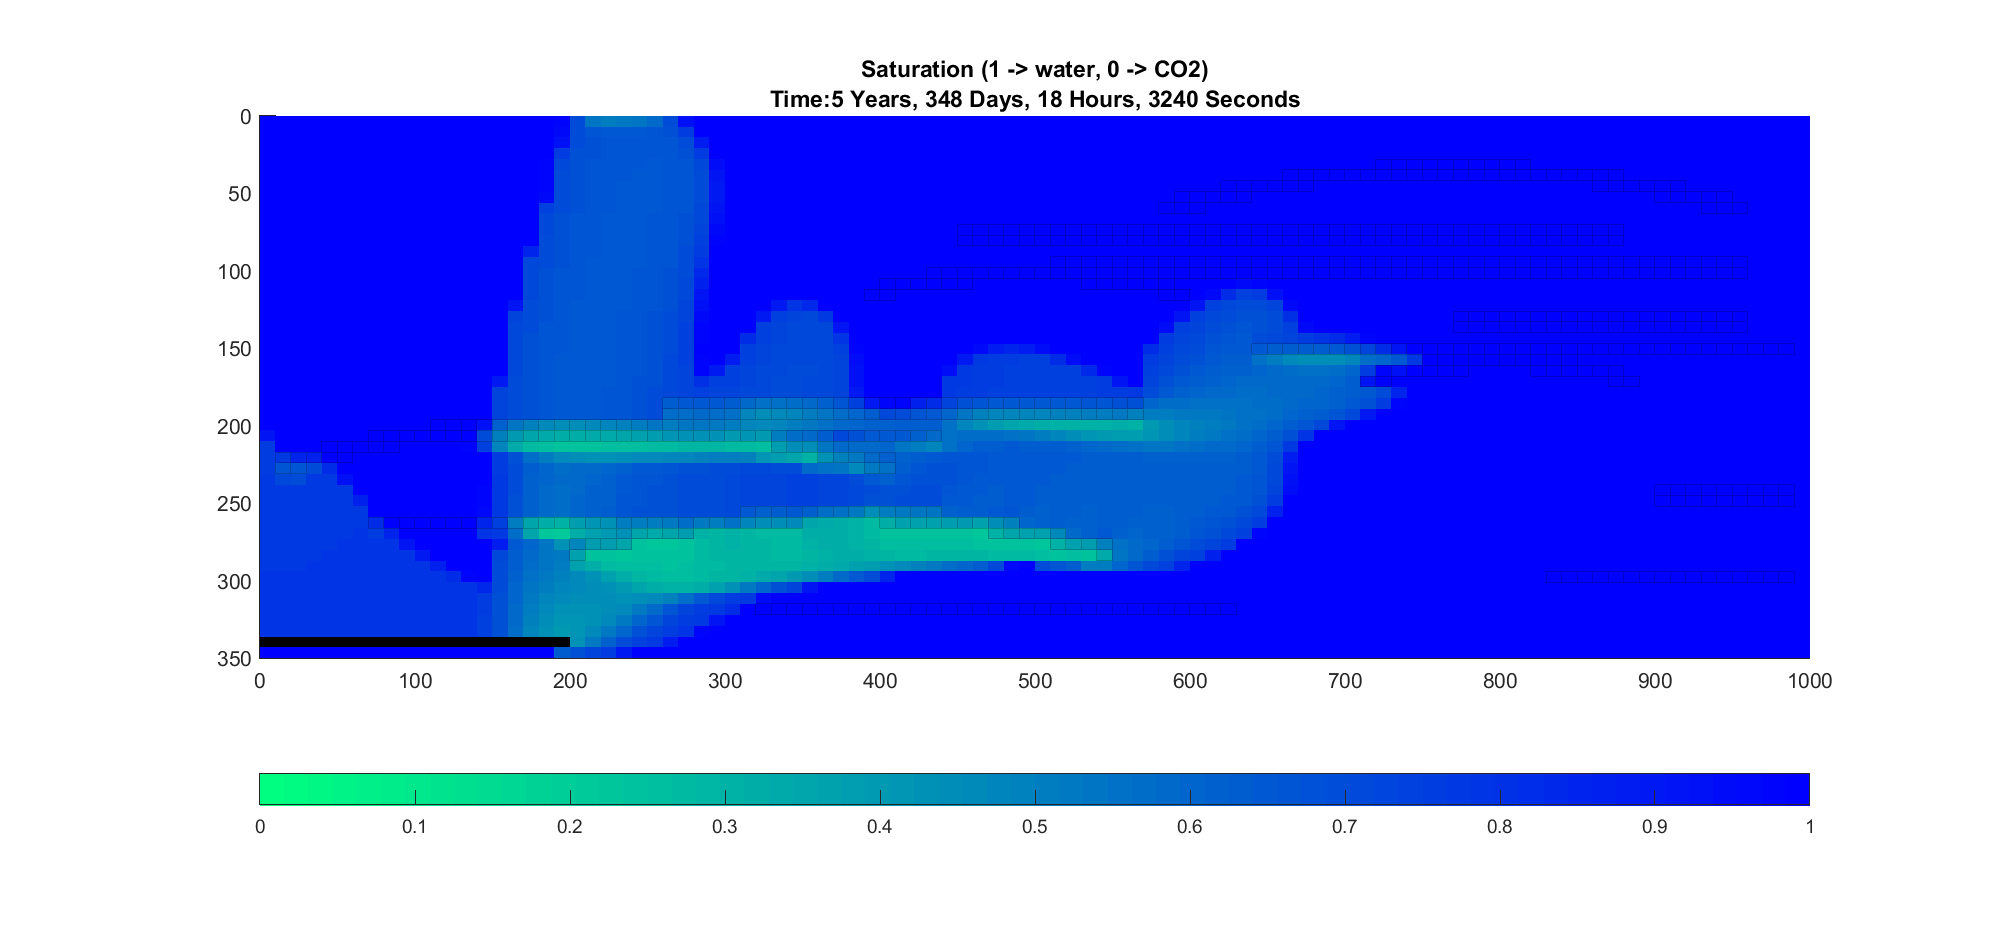 Saturation (1 -> water, 0 -> CO2)
Time:5 Years, 348 Days, 18 Hours, 3240 Seconds
0
50
100
150
200
250
300
350
0 100 200 300 400 500 600 700 800 900 1000
0 0.1 0.2 0.3 0.4 0.5 0.6 0.7 0.8 0.9 1